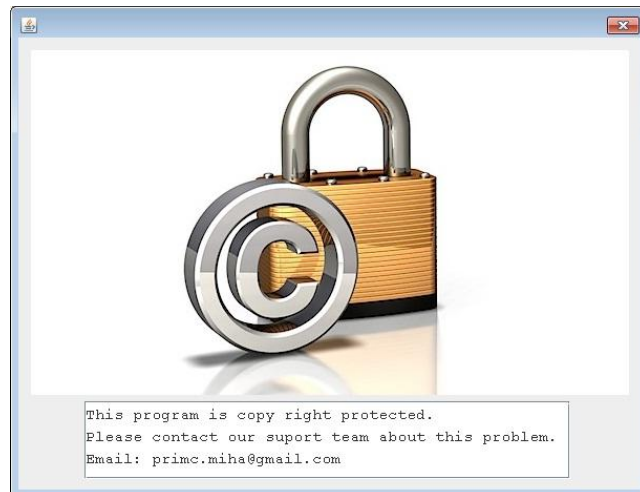 This program is copy right protected.
Please contact our suport team about this problem.
Email: primc.miha@gmail.com